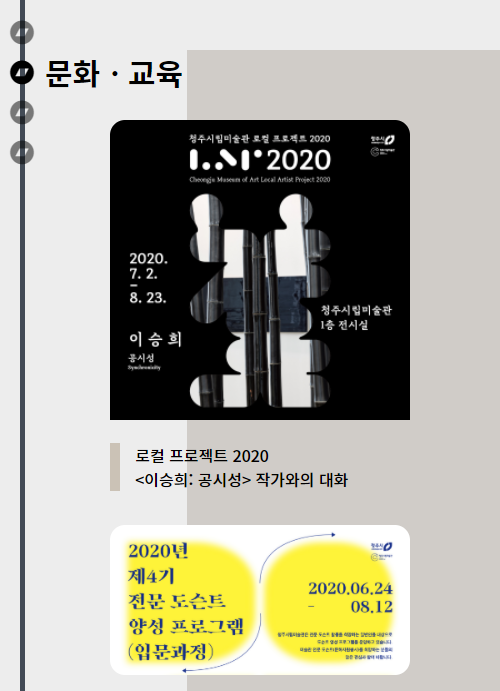 문화 · 교육
청주시립미술관 로컬 프로젝트 2020
LAP 2020
Cheongju Museum of Art Local Artist Project 2020
2020.
7. 2.
–
8. 23.
청주시립미술관
1층 전시실
이 승 희
공시성
Synchronicity
청주시
로컬 프로젝트 2020
<이승희: 공시성> 작가와의 대화
2020년
제4기
전문 도슨트
양성 프로그램
(입문과정)
2020.06.24
– 08.12
청주시